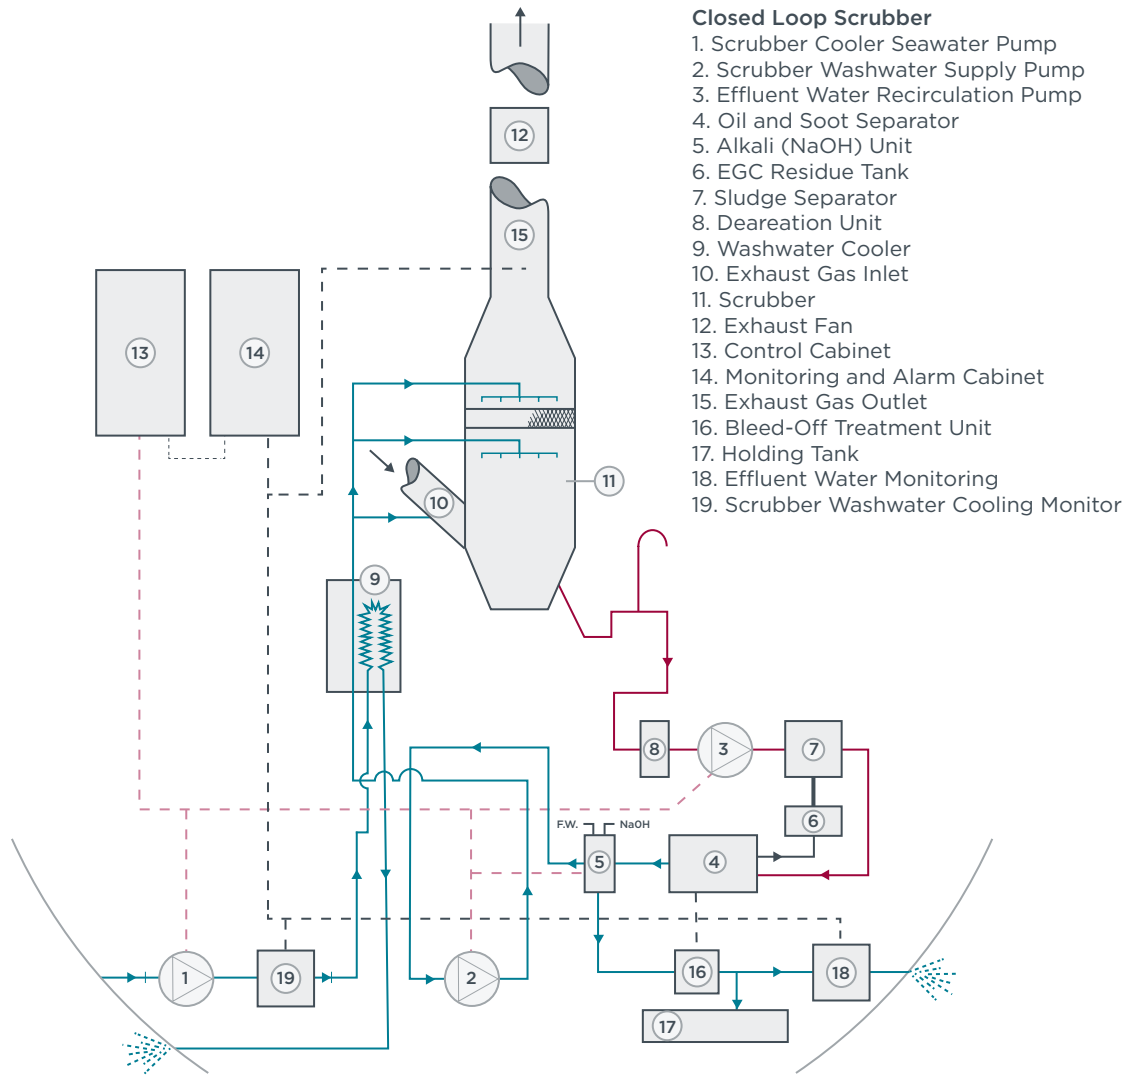 Closed Loop Scrubber
1. Scrubber Cooler Seawater Pump
2. Scrubber Washwater Supply Pump
3. Effluent Water Recirculation Pump
4. Oil and Soot Separator
5. Alkali (NaOH) Unit
6. EGC Residue Tank
7. Sludge Separator
8. Deareation Unit
9. Washwater Cooler
10. Exhaust Gas Inlet
11. Scrubber
12. Exhaust Fan
13. Control Cabinet
14. Monitoring and Alarm Cabinet
15. Exhaust Gas Outlet
16. Bleed-Off Treatment Unit
17. Holding Tank
18. Effluent Water Monitoring
19. Scrubber Washwater Cooling Monitor
12
15
13
14
11
10
9
8
3
7
6
F.W.
NaOH
5
4
1
19
2
16
18
17